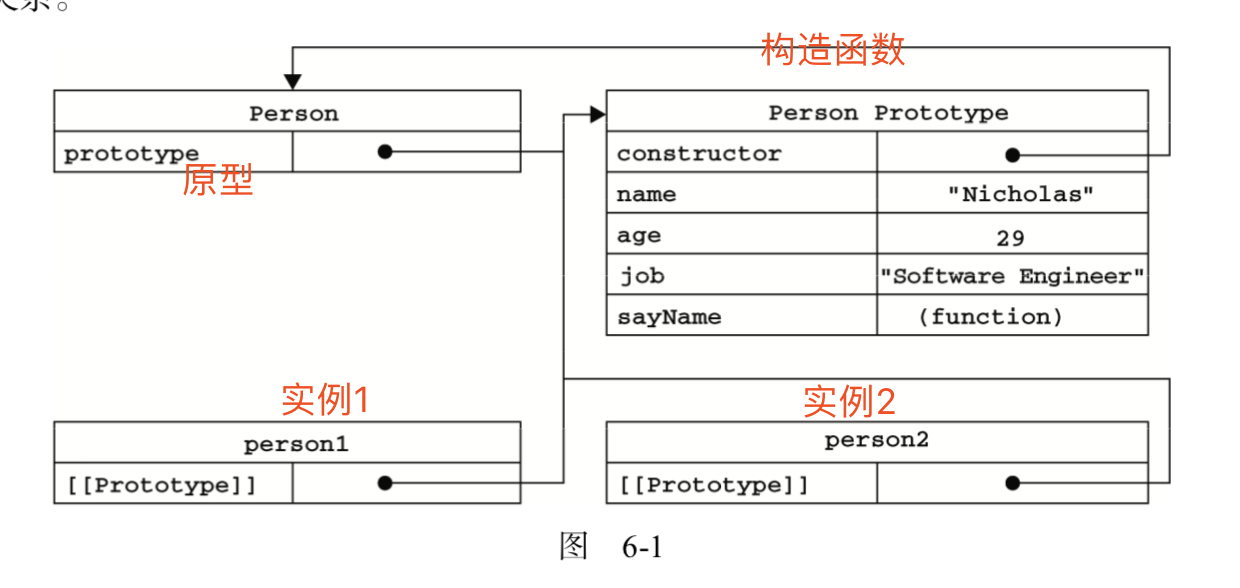 关系。
构造函数
Person
Person Prototype
prototype
原型
constructor
name "Nicholas"
age 29
job "Software Engineer"
sayName (function)
实例1
实例2
person1
person2
[[Prototype]]
[[Prototype]]
图 6-1